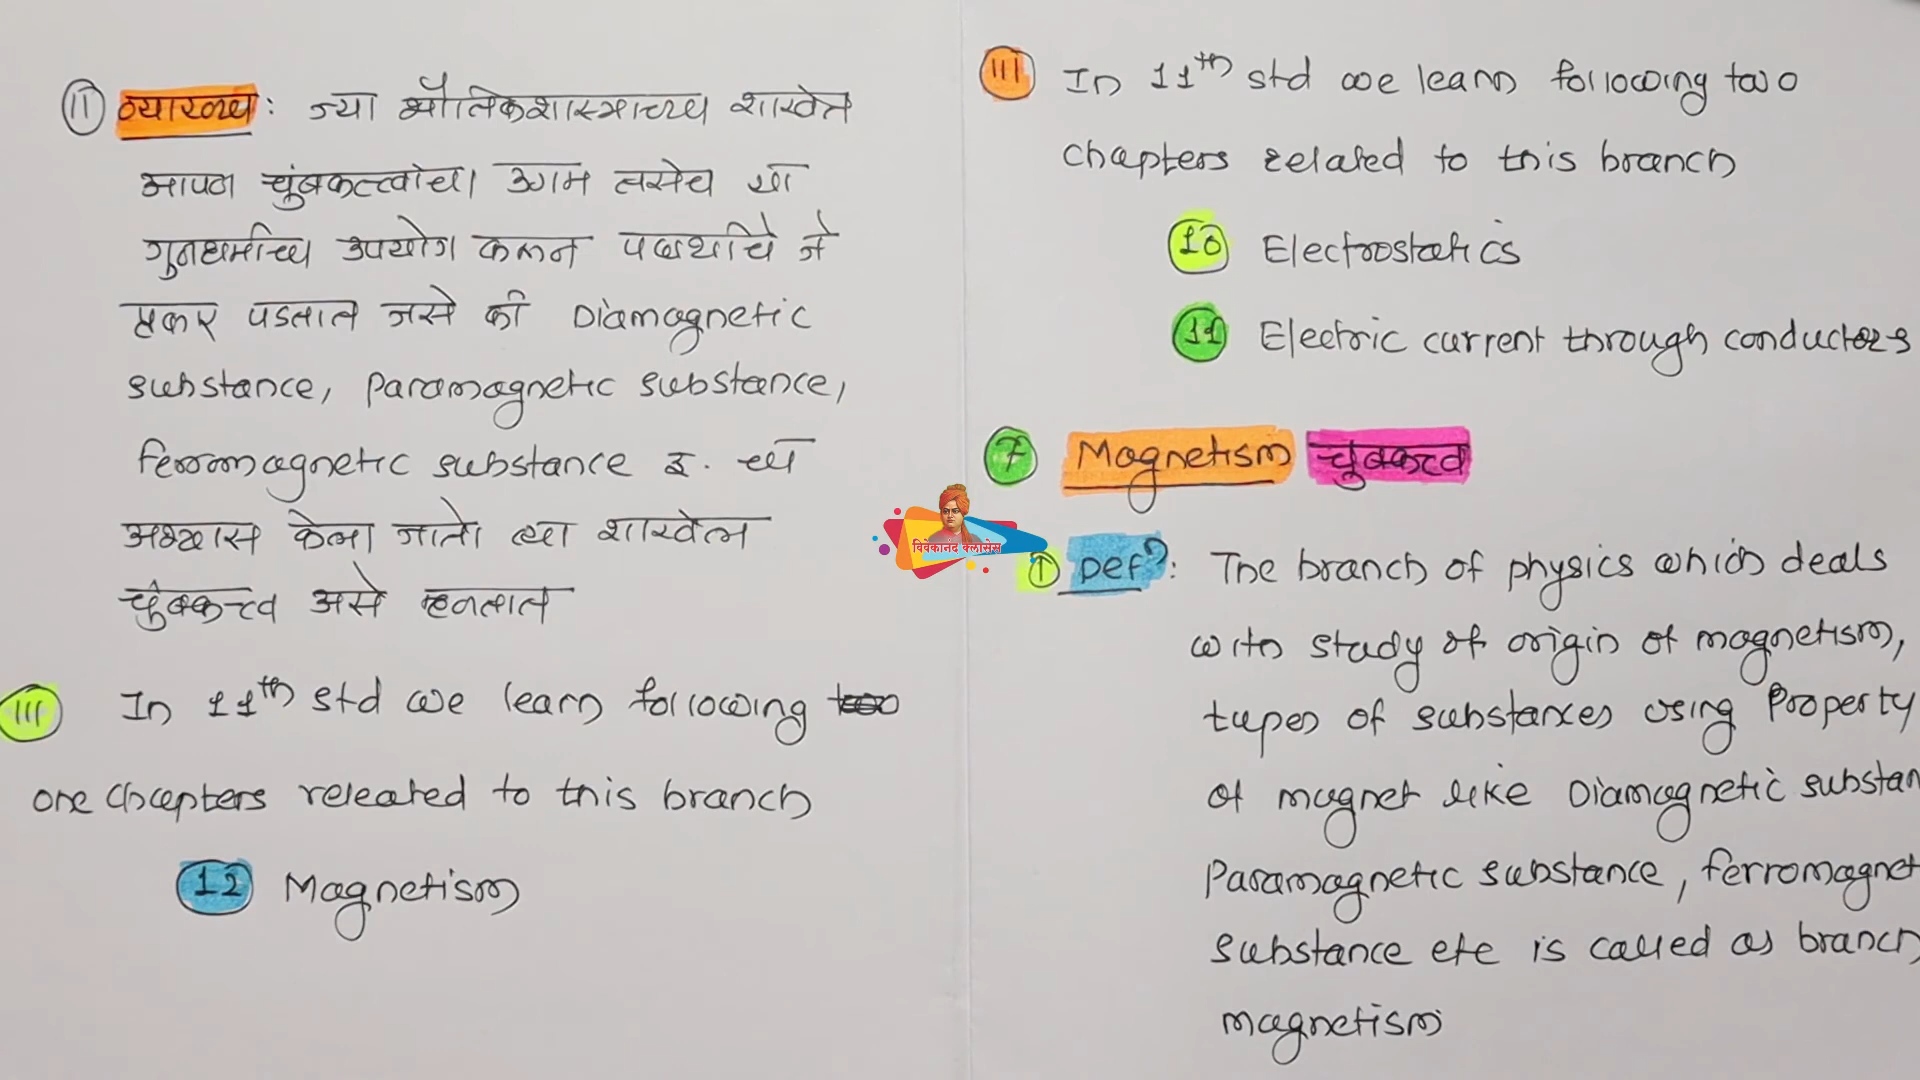 II व्याख्या : ज्या भौतिकशास्त्राच्या शाखेत
आपण चुंबकत्वाचा उगम तसेच या
गुनधर्माचा उपयोग करून पदार्थाचे जे
प्रकार पडतात जसे की Diamagnetic
substance, paramagnetic substance,
ferromagnetic substance इ. चा
अभ्यास केला जातो त्या शाखेला
चुंबकत्व असे म्हनतात
III In 11th std we learn following
one chapters releated to this branch
12 Magnetism
III In 11th std we learn following two
chapters related to this branch
10 Electrostatics
11 Electric current through conductors
7 Magnetism चुंबकत्व
विवेकानंद क्लासेस
I Defn : The branch of physics which deals
with study of origin of magnetism,
types of substances using Property
of magnet like Diamagnetic substan
Paramagnetic substance, ferromagnet
substance etc is called as branch
magnetism